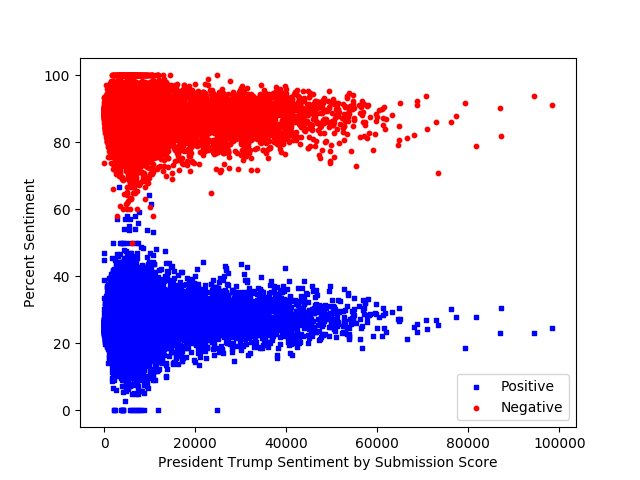 100
80
60
40
20
0
Percent Sentiment
0 20000 40000 60000 80000 100000
President Trump Sentiment by Submission Score
Positive
Negative